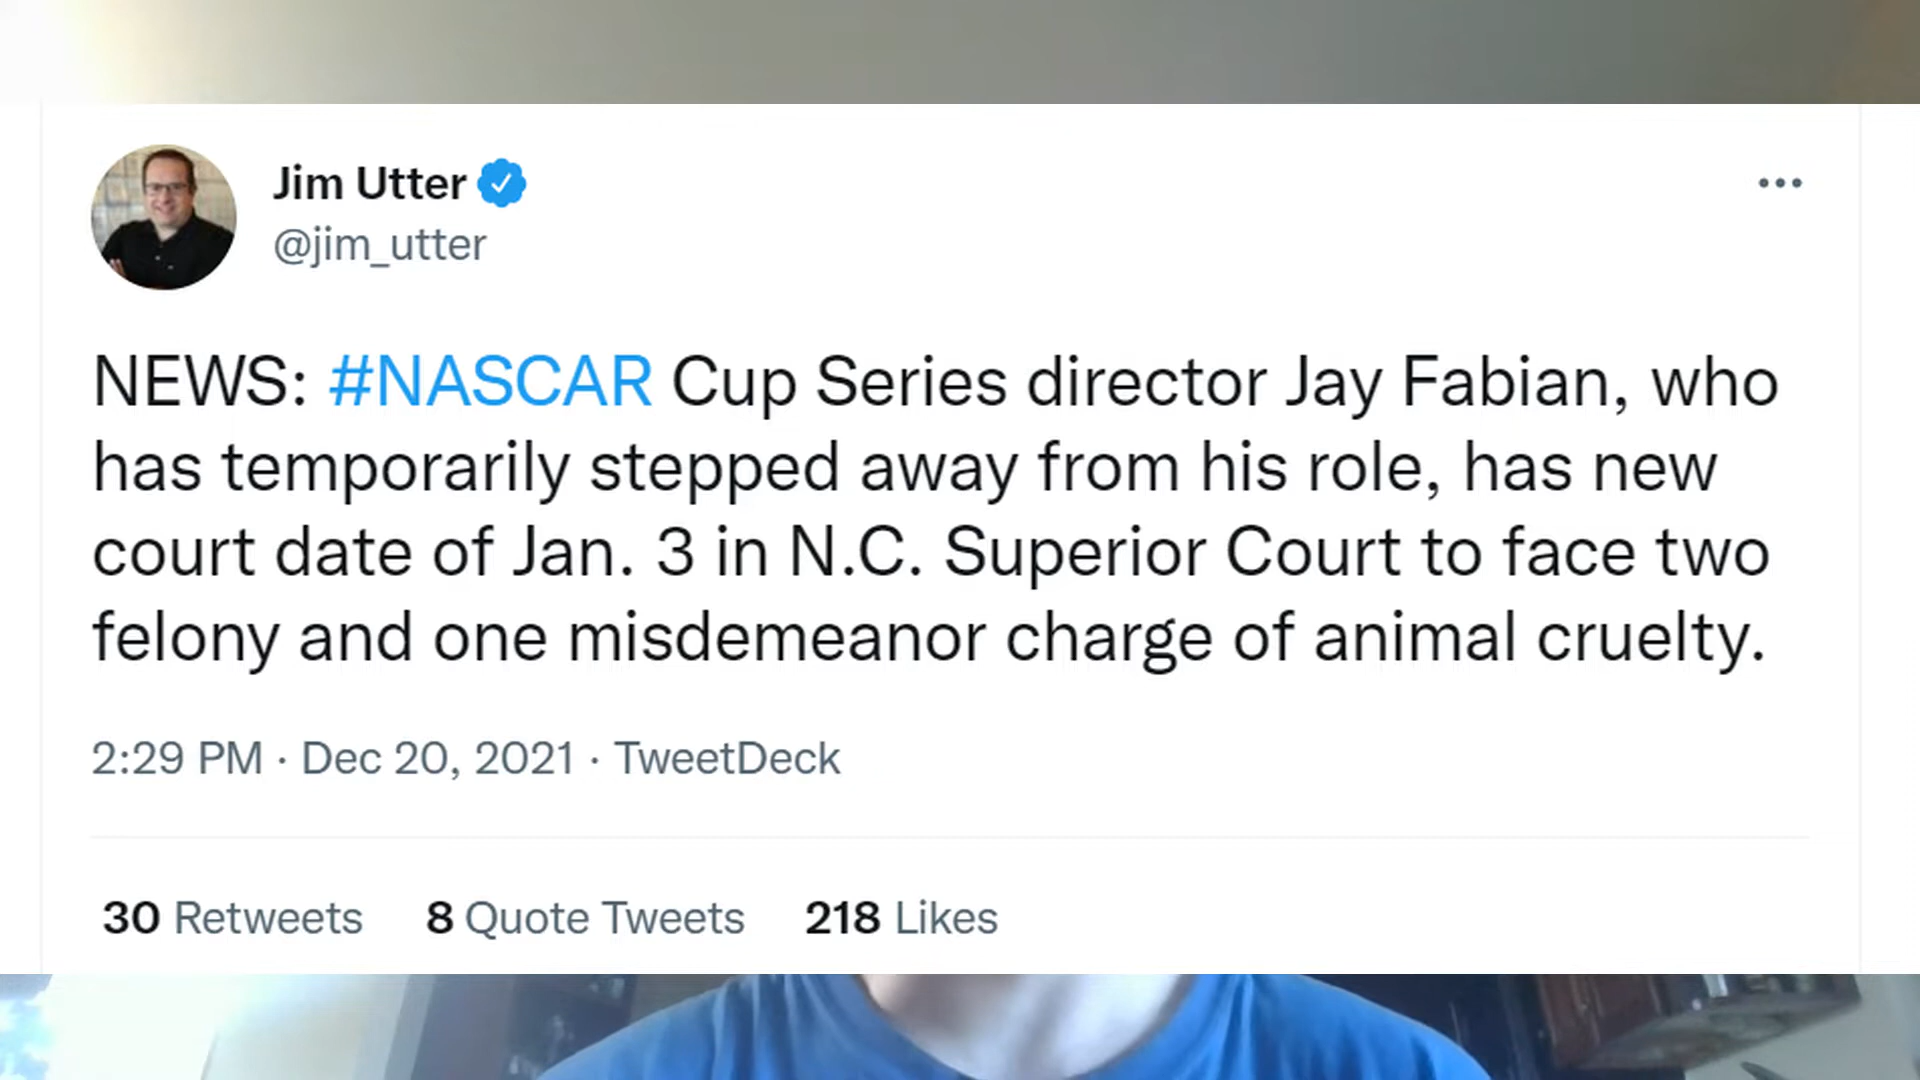 Jim Utter
@jim_utter
NEWS: #NASCAR Cup Series director Jay Fabian, who
has temporarily stepped away from his role, has new
court date of Jan. 3 in N.C. Superior Court to face two
felony and one misdemeanor charge of animal cruelty.
2:29 PM · Dec 20, 2021 · TweetDeck
30 Retweets 8 Quote Tweets 218 Likes